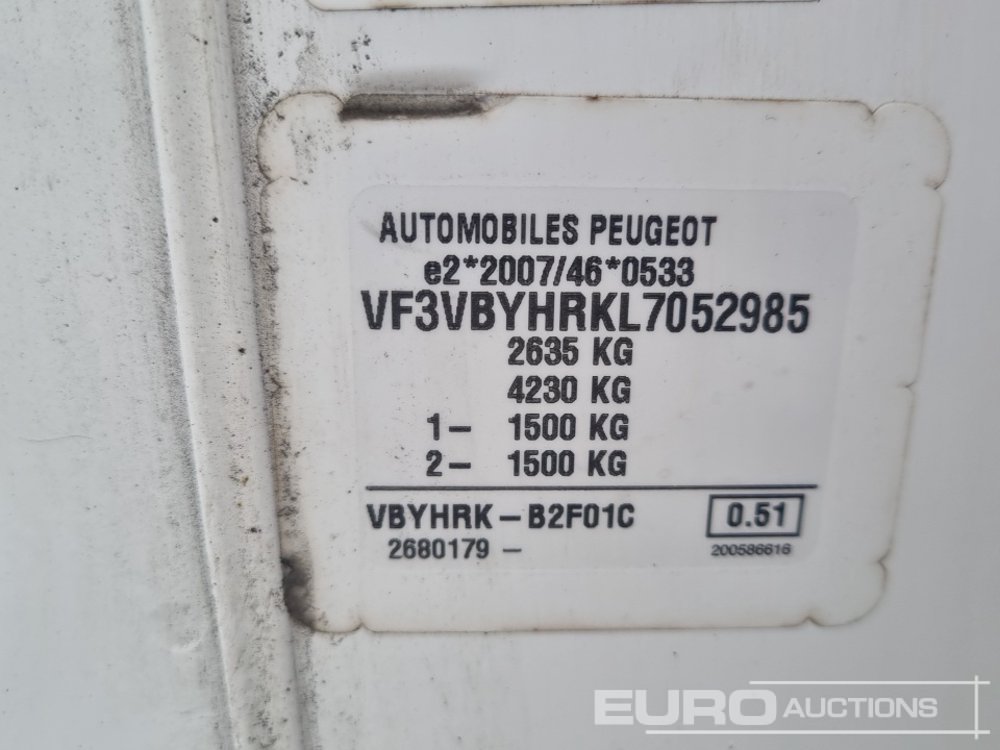 AUTOMOBILES PEUGEOT
e2*2007/46*0533
VF3VBYHRKL7052985
2635 KG
4230 KG
1- 1500 KG
2- 1500 KG
VBYHRK - B2F01C 0.51
2680179 - 200586616
EURO AUCTIONS